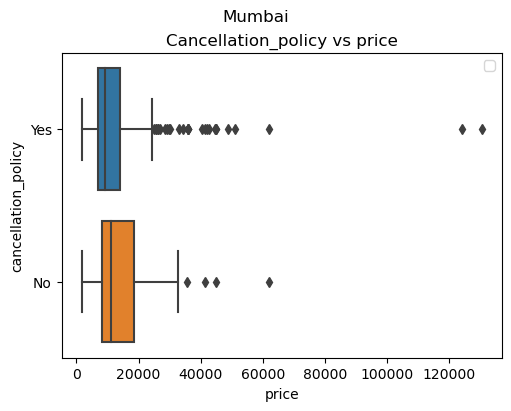 Mumbai
Cancellation_policy vs price
cancellation_policy
Yes
No
0 20000 40000 60000 80000 100000 120000
price